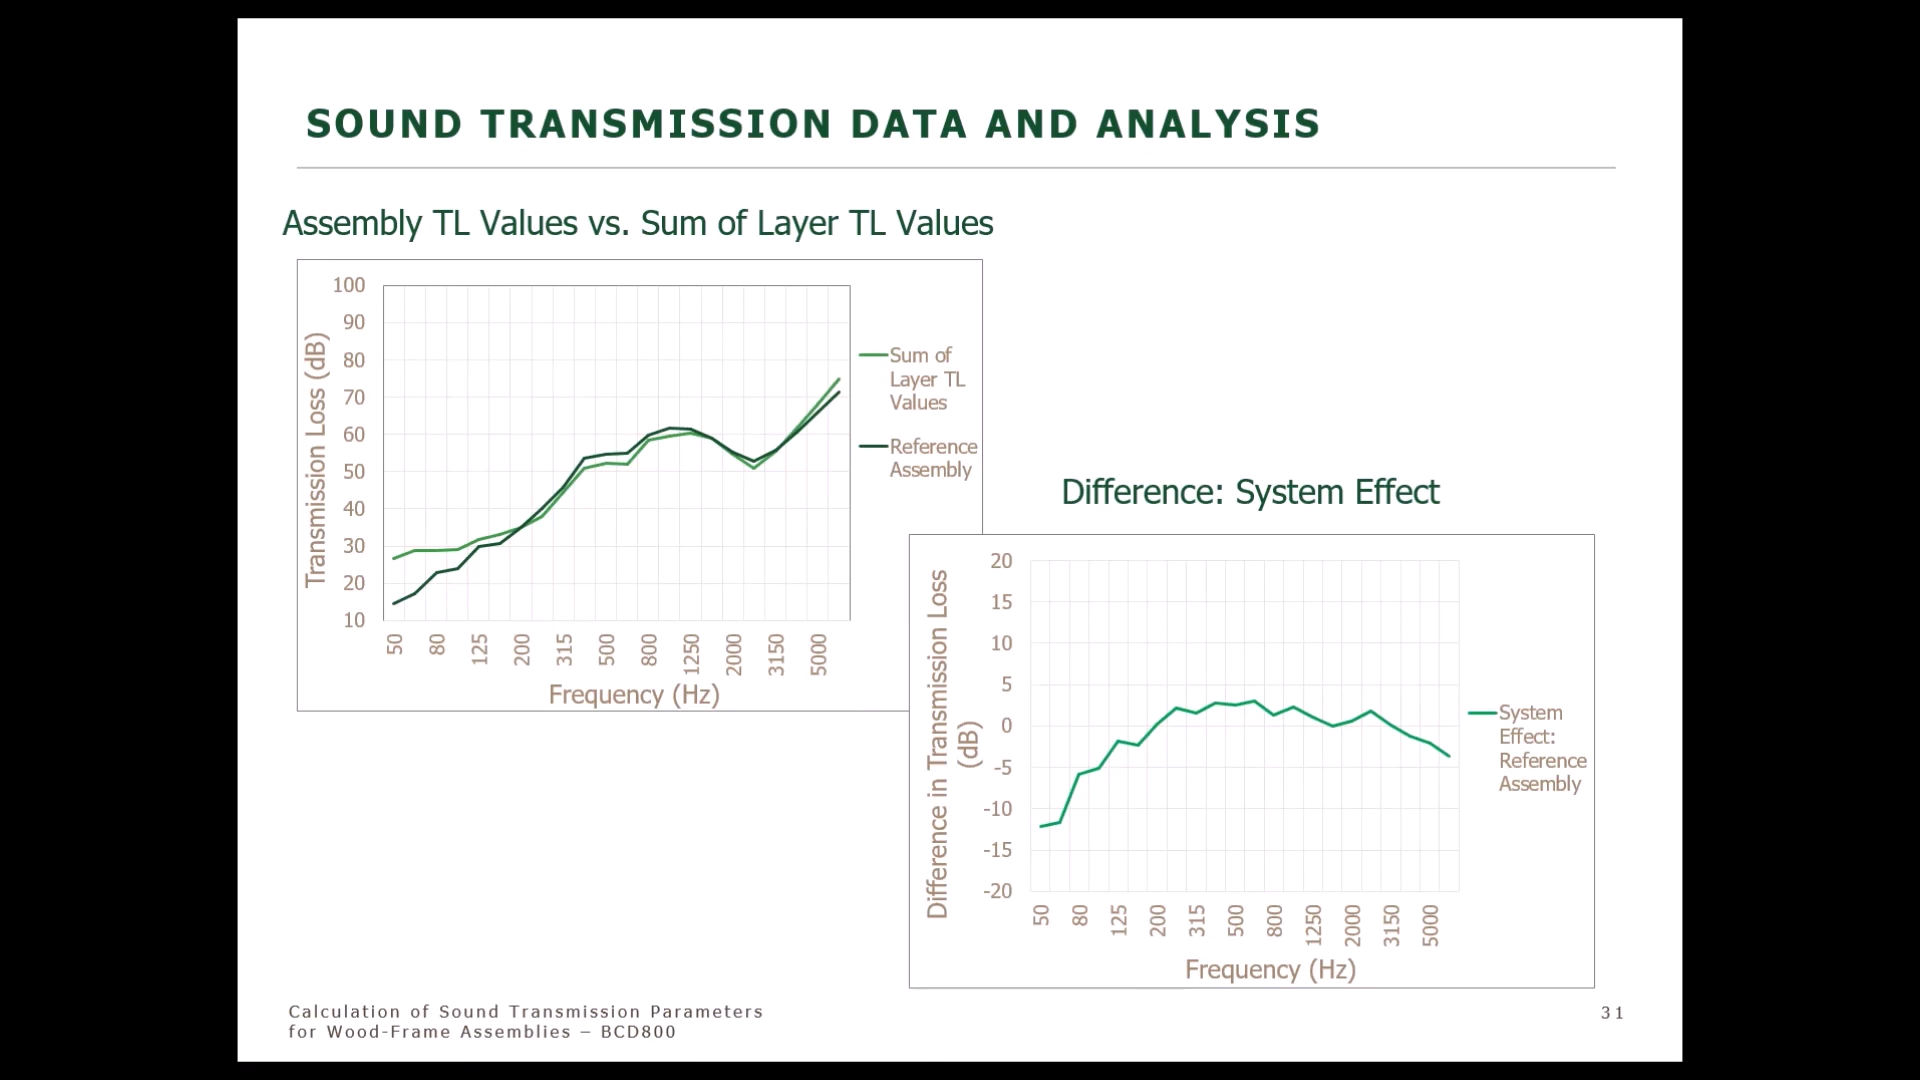 SOUND TRANSMISSION DATA AND ANALYSIS
Assembly TL Values vs. Sum of Layer TL Values
Transmission Loss (dB)
100
90
80
70
60
50
40
30
20
10
50
80
125
200
315
500
800
1250
2000
3150
5000
Frequency (Hz)
Sum of
Layer TL
Values
Reference
Assembly
Difference: System Effect
Difference in Transmission Loss
(dB)
20
15
10
5
0
-5
-10
-15
-20
50
80
125
200
315
500
800
1250
2000
3150
5000
Frequency (Hz)
System
Effect:
Reference
Assembly
Calculation of Sound Transmission Parameters
for Wood-Frame Assemblies – BCD800
31